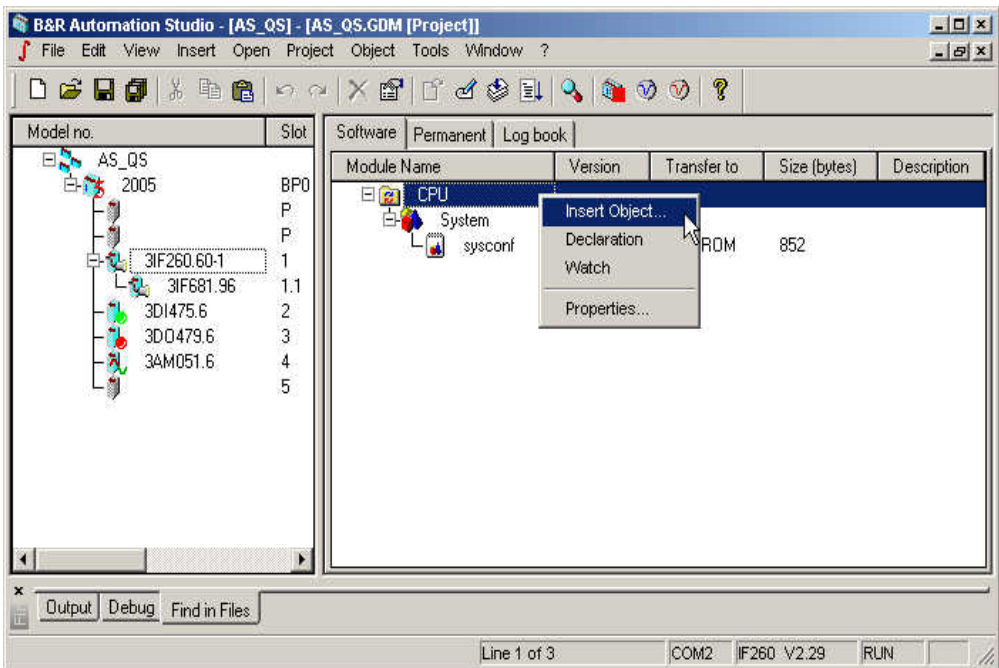 B&R Automation Studio - [AS_QS] - [AS_QS.GDM [Project]]
File Edit View Insert Open Project Object Tools Window ?
Model no. Slot
AS_QS
2005 BP0
P
P
3IF260.60-1 1
3IF681.96 1.1
3DI475.6 2
3DO479.6 3
3AM051.6 4
5
Software Permanent Log book
Module Name Version Transfer to Size (bytes) Description
CPU
System
sysconf ROM 852
Insert Object...
Declaration
Watch
Properties...
Output Debug Find in Files
Line 1 of 3 COM2 IF260 V2.29 RUN